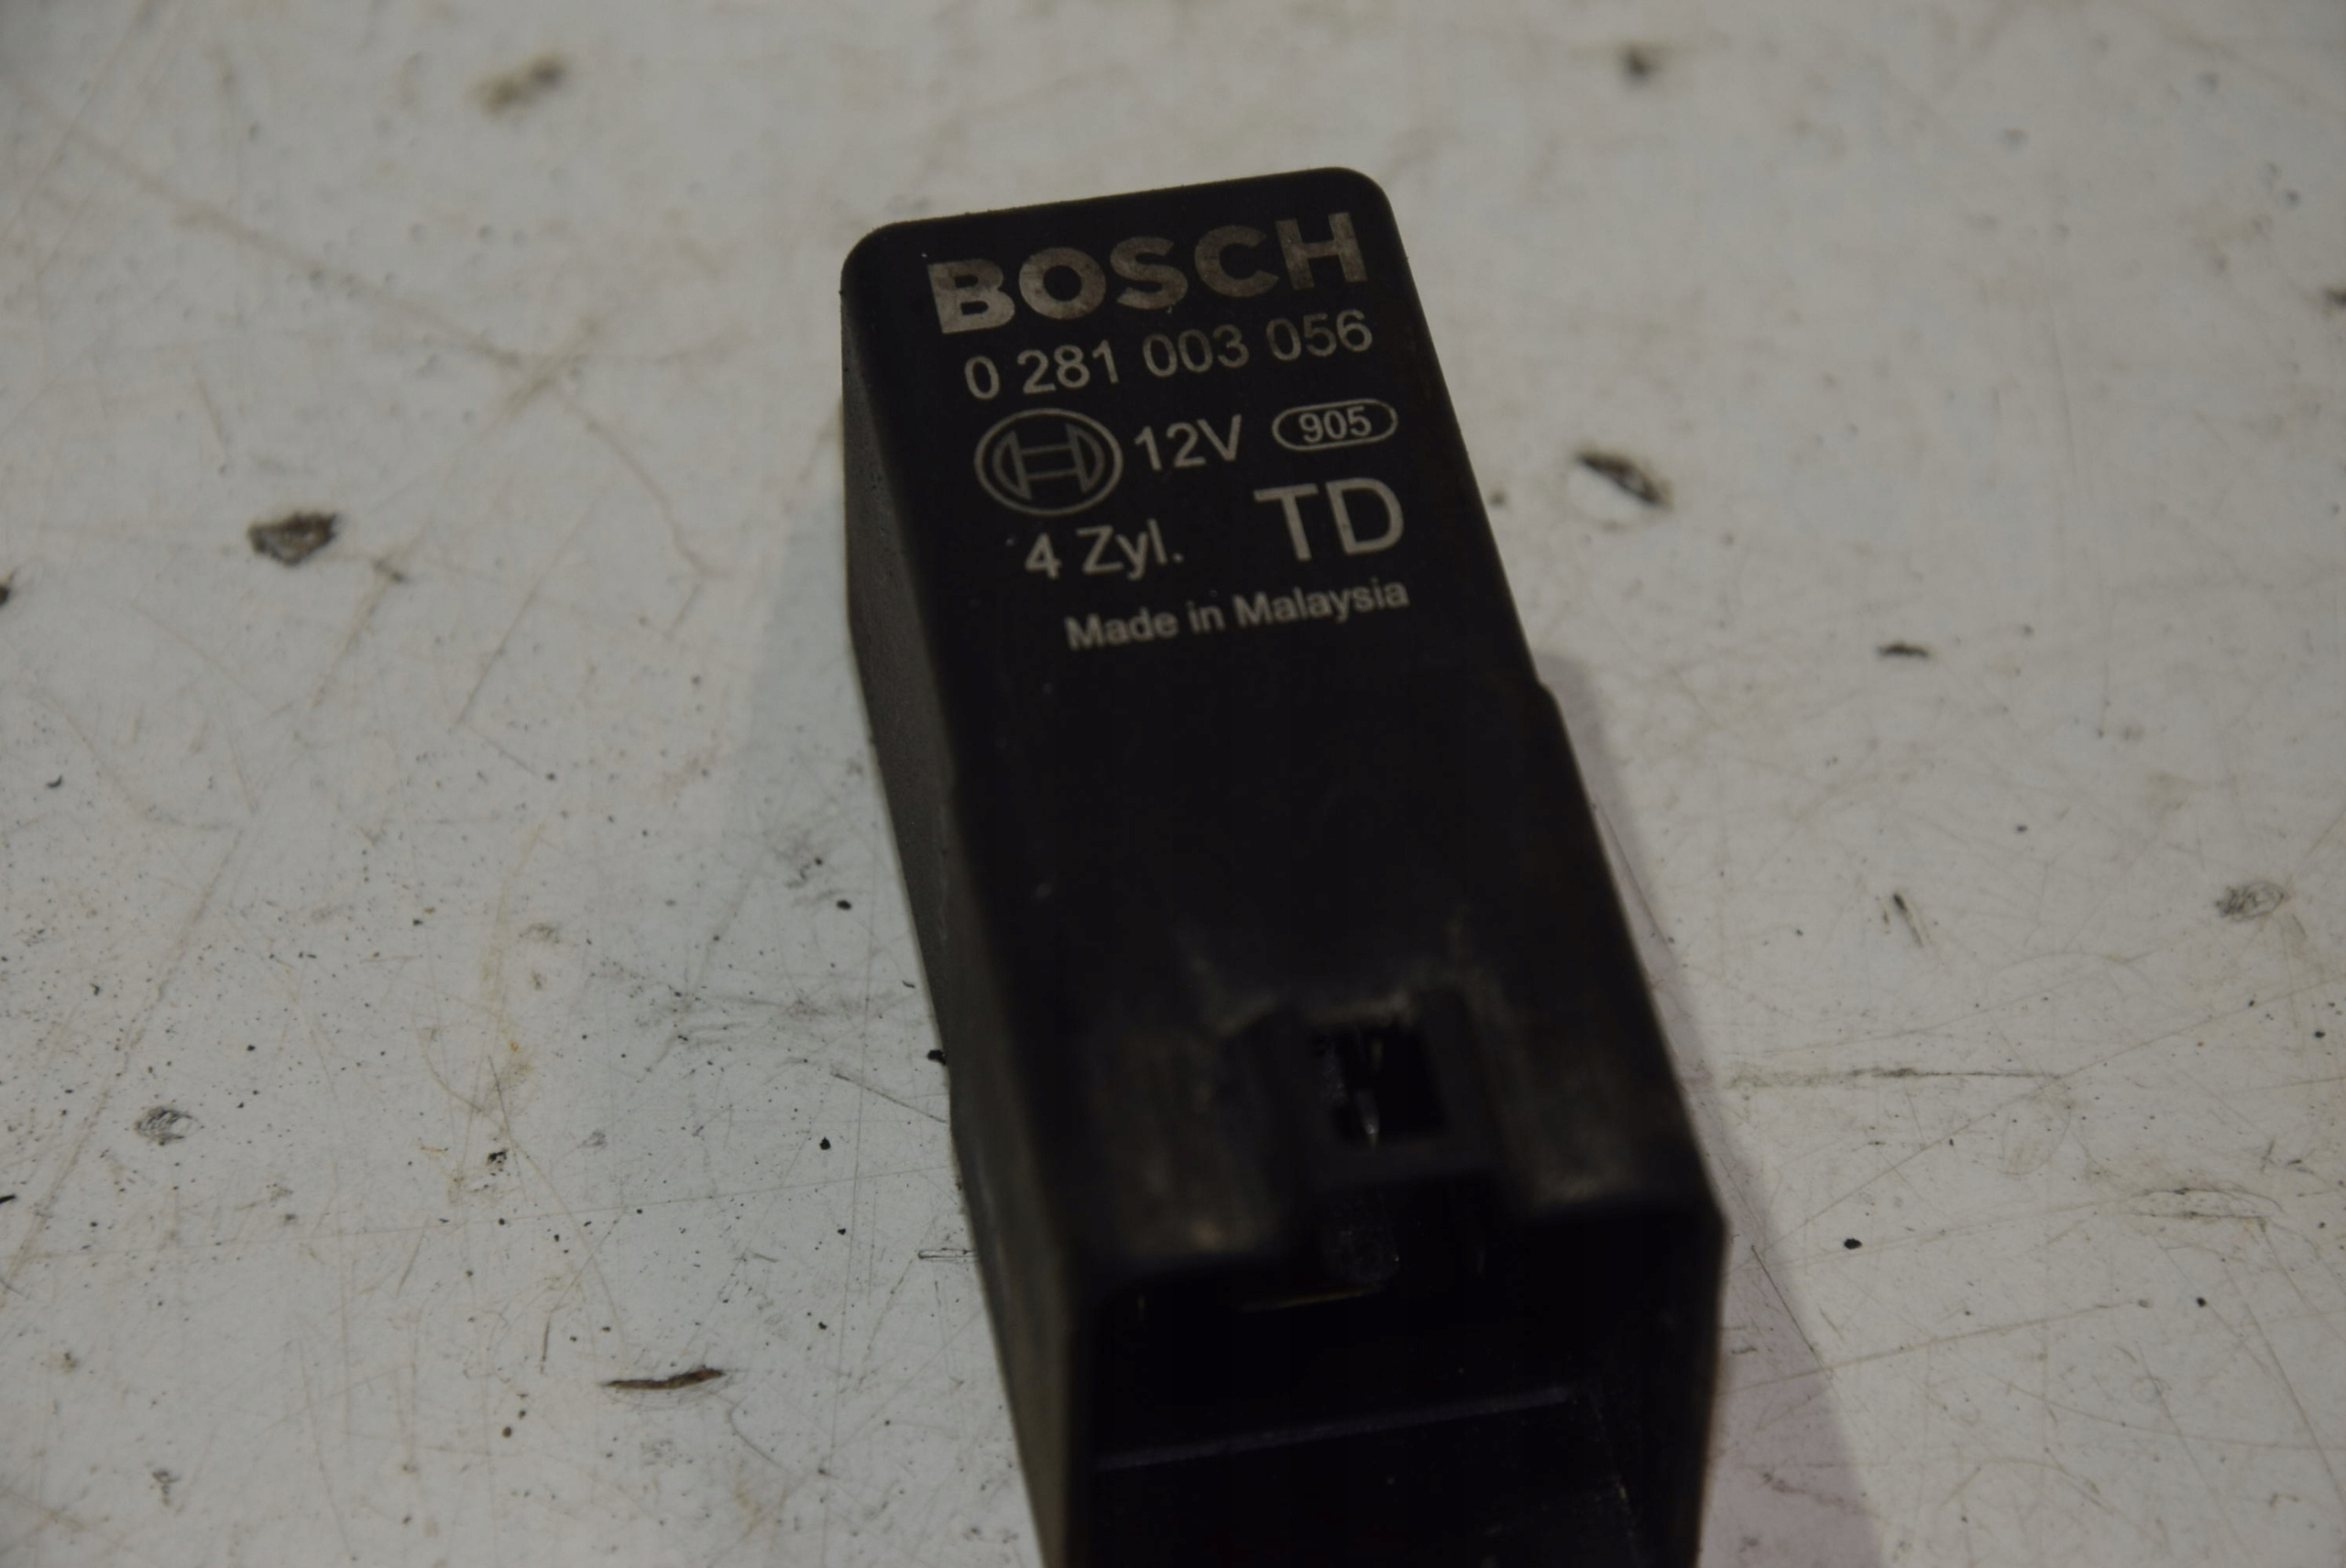 BOSCH
0 281 003 056
12V 905
4 Zyl. TD
Made in Malaysia